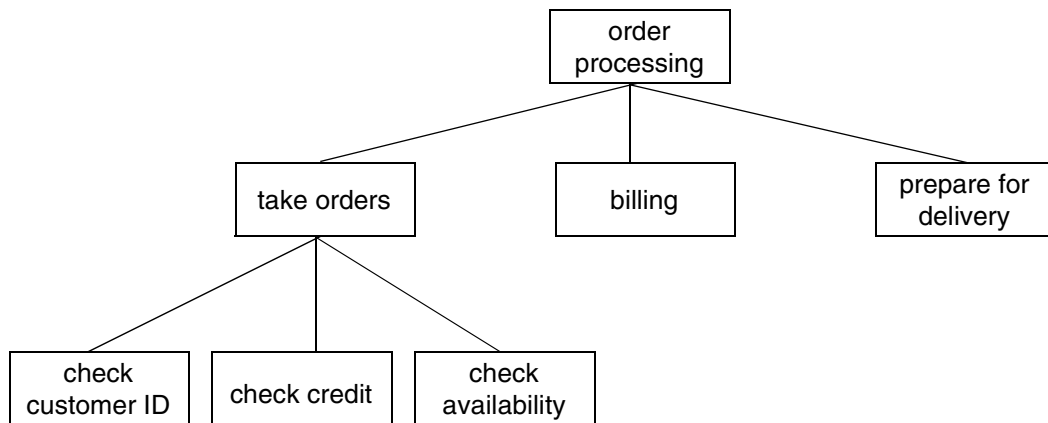 order
processing
take orders
billing
prepare for
delivery
check
customer ID
check credit
check
availability